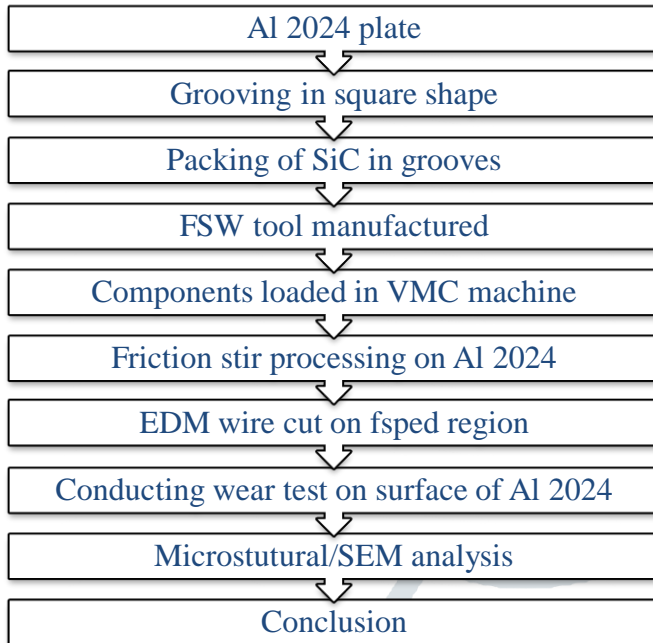 Al 2024 plate
Grooving in square shape
Packing of SiC in grooves
FSW tool manufactured
Components loaded in VMC machine
Friction stir processing on Al 2024
EDM wire cut on fsped region
Conducting wear test on surface of Al 2024
Microstutural/SEM analysis
Conclusion